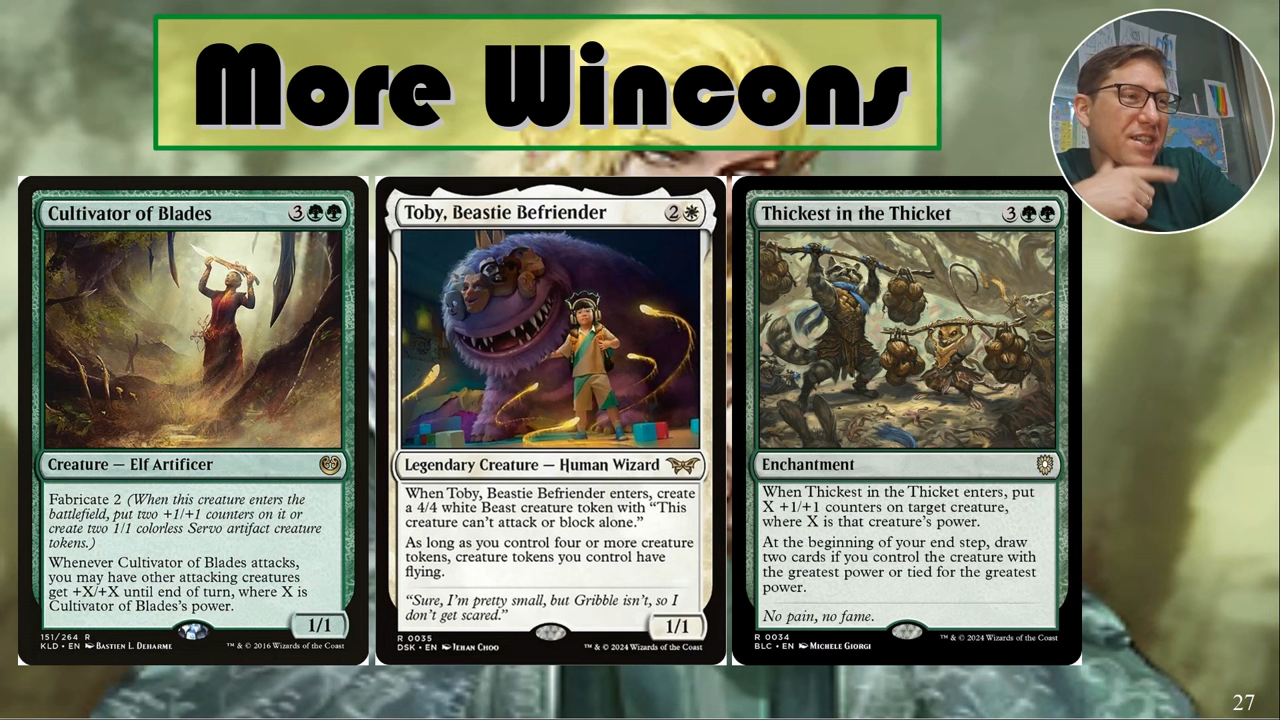 More Wincons
Cultivator of Blades 3
Creature — Elf Artificer
Fabricate 2 (When this creature enters the
battlefield, put two +1/+1 counters on it or
create two 1/1 colorless Servo artifact creature
tokens.)
Whenever Cultivator of Blades attacks,
you may have other attacking creatures
get +X/+X until end of turn, where X is
Cultivator of Blades's power.
1/1
151/264 R
KLD • EN Bastien L. Deharme ™ & © 2016 Wizards of the Coast
Toby, Beastie Befriender 2
Legendary Creature — Human Wizard
When Toby, Beastie Befriender enters, create
a 4/4 white Beast creature token with “This
creature can't attack or block alone.”
As long as you control four or more creature
tokens, creature tokens you control have
flying.
“Sure, I'm pretty small, but Gribble isn't, so I
don't get scared.”
1/1
R 0035
DSK • EN Jehan Choo ™ & © 2024 Wizards of the Coast
Thickest in the Thicket 3
Enchantment
When Thickest in the Thicket enters, put
X +1/+1 counters on target creature,
where X is that creature's power.
At the beginning of your end step, draw
two cards if you control the creature with
the greatest power or tied for the greatest
power.
No pain, no fame.
R 0034
BLC • EN Michele Giorgi ™ & © 2024 Wizards of the Coast
27